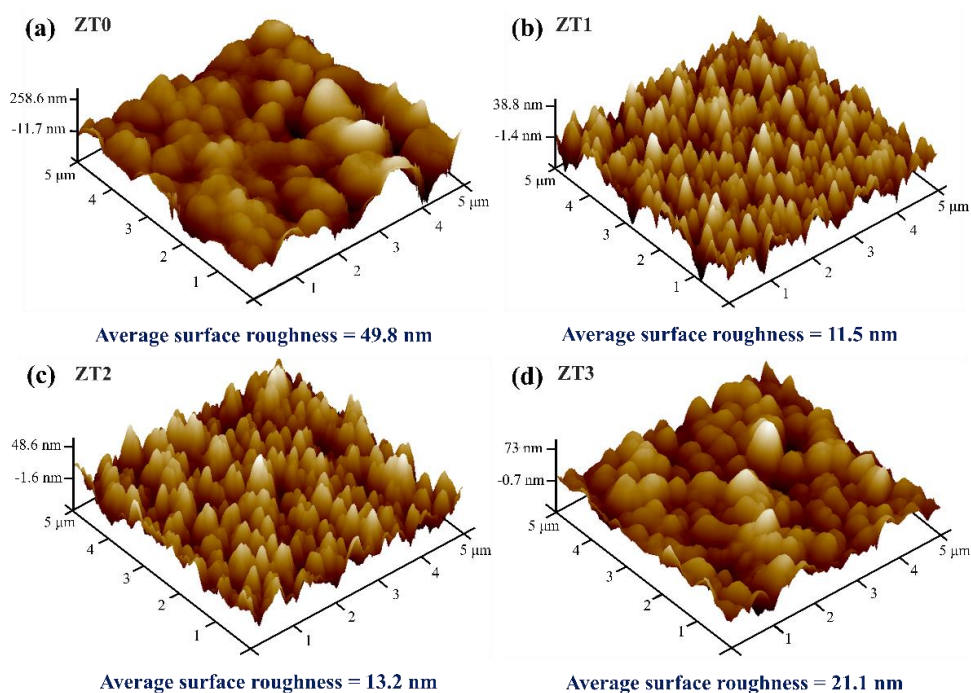 (a) ZT0
258.6 nm
-11.7 nm
5 μm
4
3
2
1
1
2
3
4
5 μm
Average surface roughness = 49.8 nm
(b) ZT1
38.8 nm
-1.4 nm
5 μm
4
3
2
1
1
2
3
4
5 μm
Average surface roughness = 11.5 nm
(c) ZT2
48.6 nm
-1.6 nm
5 μm
4
3
2
1
1
2
3
4
5 μm
Average surface roughness = 13.2 nm
(d) ZT3
73 nm
-0.7 nm
5 μm
4
3
2
1
1
2
3
4
5 μm
Average surface roughness = 21.1 nm